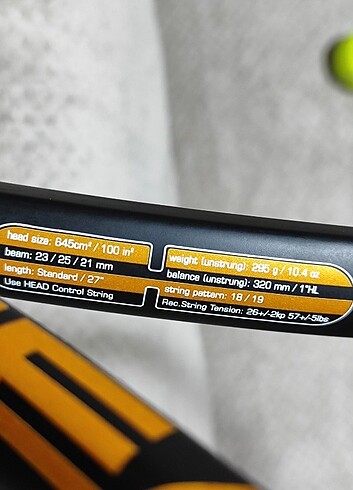 head size: 645cm² / 100 in²
beam: 23 / 25 / 21 mm
length: Standard / 27"
Use HEAD Control String
weight (unstrung): 295 g / 10.4 oz
balance (unstrung): 320 mm / 1"HL
string pattern: 18 / 19
Rec.String Tension: 26+/-2kp 57+/-5lbs